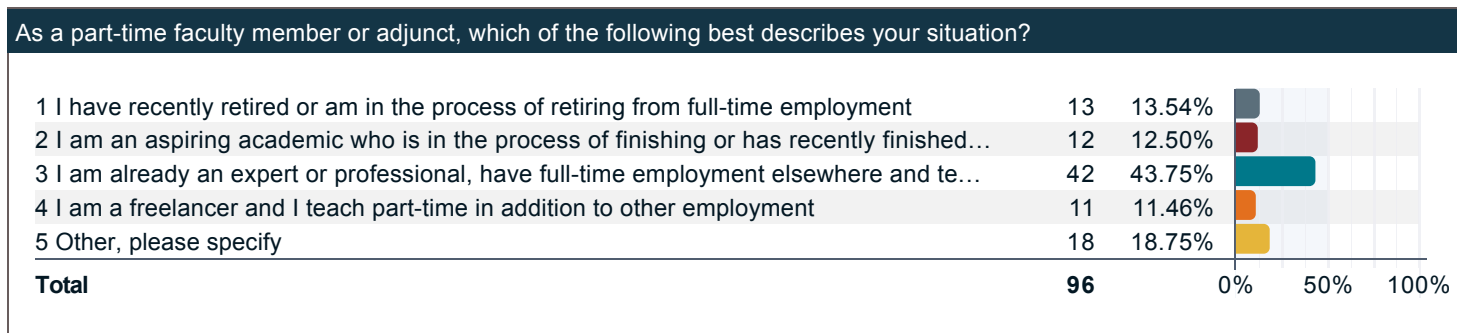 As a part-time faculty member or adjunct, which of the following best describes your situation?
1 I have recently retired or am in the process of retiring from full-time employment 13 13.54%
2 I am an aspiring academic who is in the process of finishing or has recently finished… 12 12.50%
3 I am already an expert or professional, have full-time employment elsewhere and te… 42 43.75%
4 I am a freelancer and I teach part-time in addition to other employment 11 11.46%
5 Other, please specify 18 18.75%
Total 96 0% 50% 100%